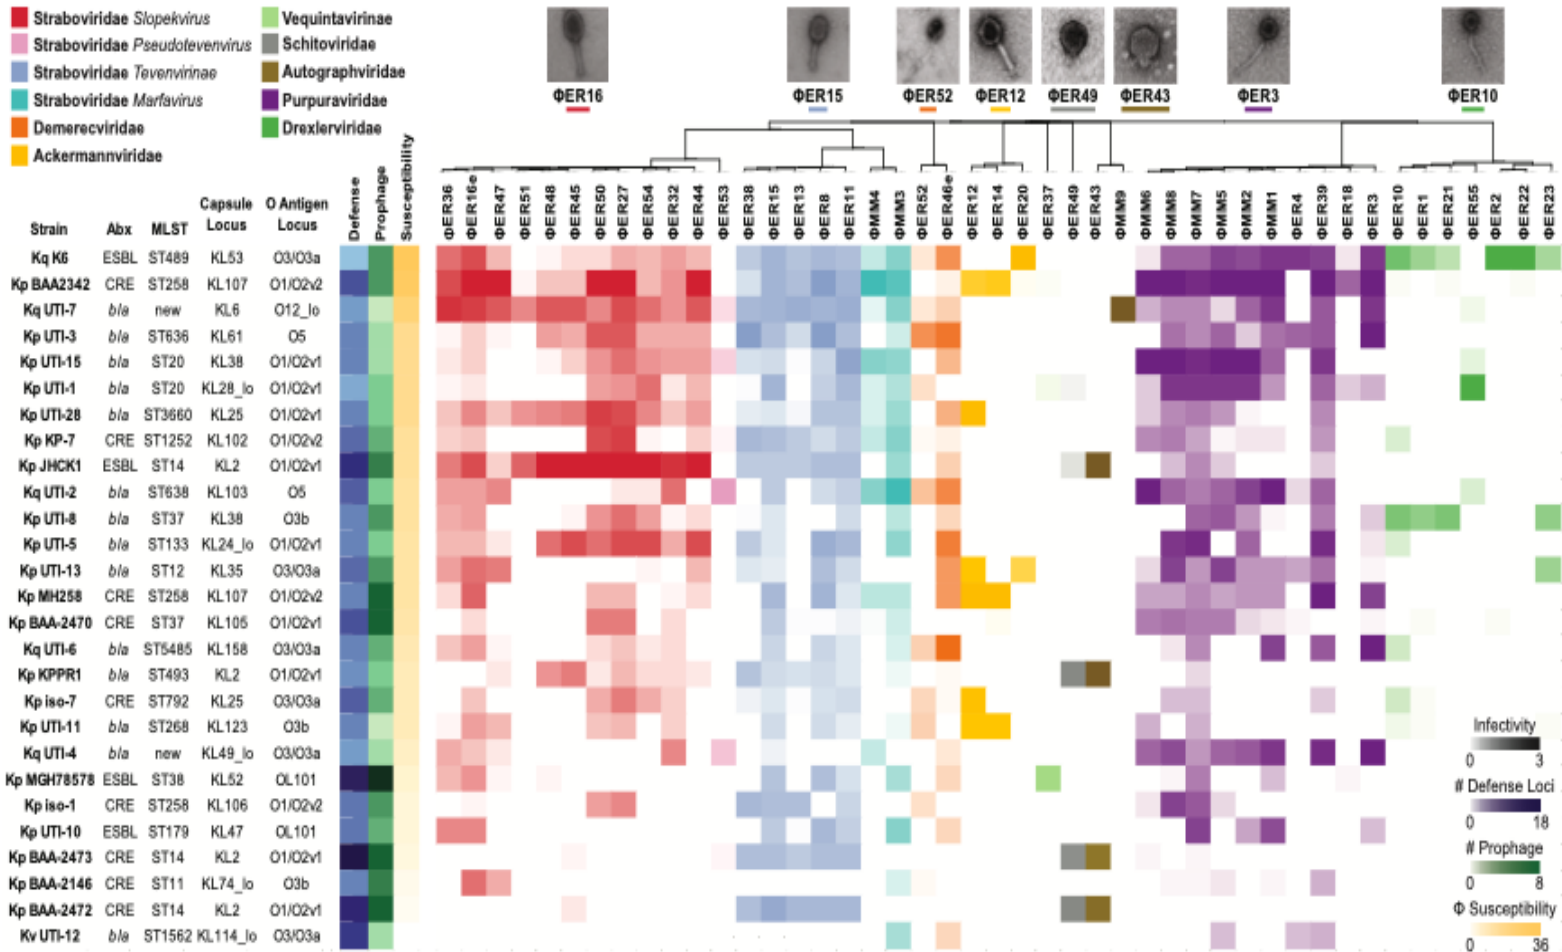 Straboviridae Slopekvirus
Straboviridae Pseudotevenvirus
Straboviridae Tevenvirinae
Straboviridae Marfavirus
Demerecviridae
Ackermannviridae
Vequintavirinae
Schitoviridae
Autographviridae
Purpuraviridae
Drexlerviridae
ΦER16 ΦER15 ΦER52 ΦER12 ΦER49 ΦER43 ΦER3 ΦER10
Strain Abx MLST Capsule Locus O Antigen Locus Defense Prophage Susceptibility
ΦER36 ΦER16e ΦER47 ΦER51 ΦER48 ΦER45 ΦER50 ΦER27 ΦER54 ΦER32 ΦER44 ΦER53 ΦER38 ΦER15 ΦER13 ΦER8 ΦER11 ΦMM4 ΦMM3 ΦER52 ΦER46e ΦER12 ΦER14 ΦER20 ΦER37 ΦER49 ΦER43 ΦMM9 ΦMM6 ΦMM8 ΦMM7 ΦMM5 ΦMM2 ΦMM1 ΦER4 ΦER39 ΦER18 ΦER3 ΦER10 ΦER1 ΦER21 ΦER55 ΦER2 ΦER22 ΦER23
Kq K6 ESBL ST489 KL53 O3/O3a
Kp BAA2342 CRE ST258 KL107 O1/O2v2
Kq UTI-7 bla new KL6 O12_lo
Kp UTI-3 bla ST636 KL61 O5
Kp UTI-15 bla ST20 KL38 O1/O2v1
Kp UTI-1 bla ST20 KL28_lo O1/O2v1
Kp UTI-28 bla ST3660 KL25 O1/O2v1
Kp KP-7 CRE ST1252 KL102 O1/O2v2
Kp JHCK1 ESBL ST14 KL2 O1/O2v1
Kq UTI-2 bla ST638 KL103 O5
Kp UTI-8 bla ST37 KL38 O3b
Kp UTI-5 bla ST133 KL24_lo O1/O2v1
Kp UTI-13 bla ST12 KL35 O3/O3a
Kp MH258 CRE ST258 KL107 O1/O2v2
Kp BAA-2470 CRE ST37 KL105 O1/O2v1
Kq UTI-6 bla ST5485 KL158 O3/O3a
Kp KPPR1 bla ST493 KL2 O1/O2v1
Kp iso-7 CRE ST792 KL25 O3/O3a
Kp UTI-11 bla ST268 KL123 O3b
Kq UTI-4 bla new KL49_lo O3/O3a
Kp MGH78578 ESBL ST38 KL52 OL101
Kp iso-1 CRE ST258 KL106 O1/O2v2
Kp UTI-10 ESBL ST179 KL47 OL101
Kp BAA-2473 CRE ST14 KL2 O1/O2v1
Kp BAA-2146 CRE ST11 KL74_lo O3b
Kp BAA-2472 CRE ST14 KL2 O1/O2v1
Kv UTI-12 bla ST1562 KL114_lo O3/O3a
Infectivity
0 3
# Defense Loci
0 18
# Prophage
0 8
Φ Susceptibility
0 36